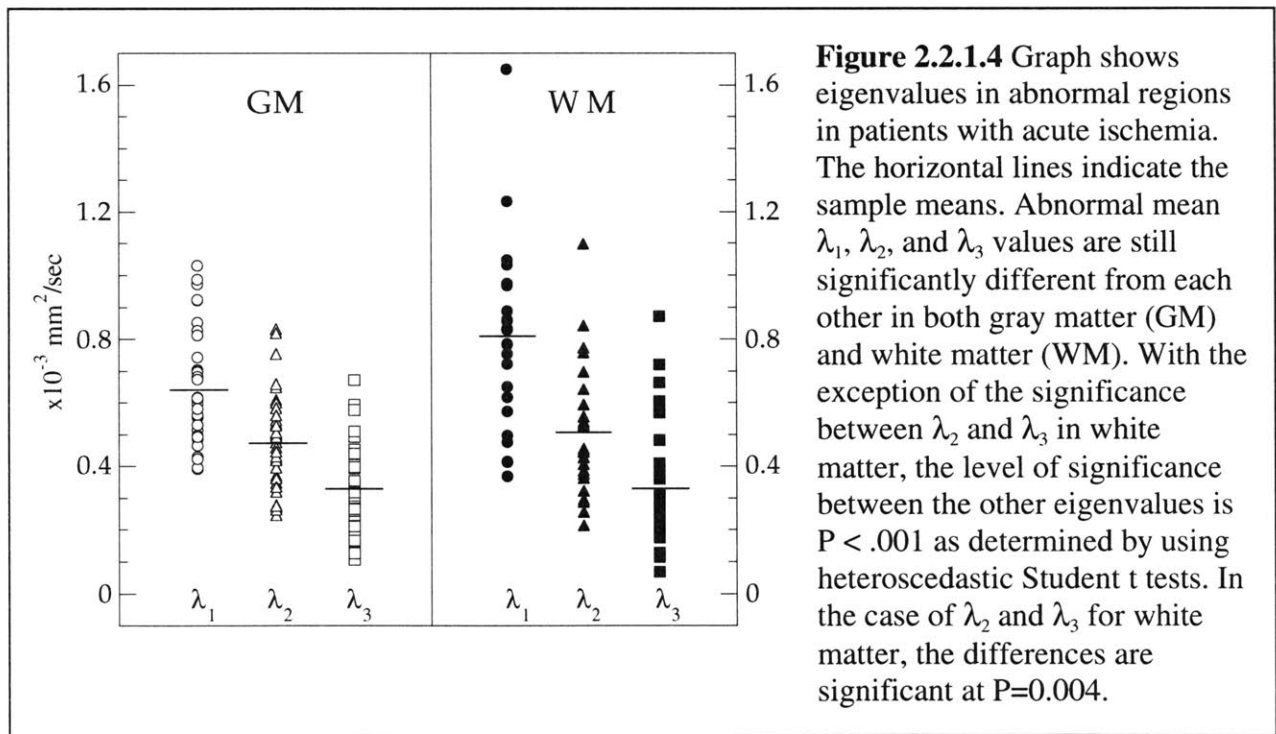 GM
WM
1.6
1.2
0.8
0.4
0
x10⁻³ mm²/sec
λ₁ λ₂ λ₃
λ₁ λ₂ λ₃
1.6
1.2
0.8
0.4
0
Figure 2.2.1.4 Graph shows
eigenvalues in abnormal regions
in patients with acute ischemia.
The horizontal lines indicate the
sample means. Abnormal mean
λ₁, λ₂, and λ₃ values are still
significantly different from each
other in both gray matter (GM)
and white matter (WM). With the
exception of the significance
between λ₂ and λ₃ in white
matter, the level of significance
between the other eigenvalues is
P < .001 as determined by using
heteroscedastic Student t tests. In
the case of λ₂ and λ₃ for white
matter, the differences are
significant at P=0.004.